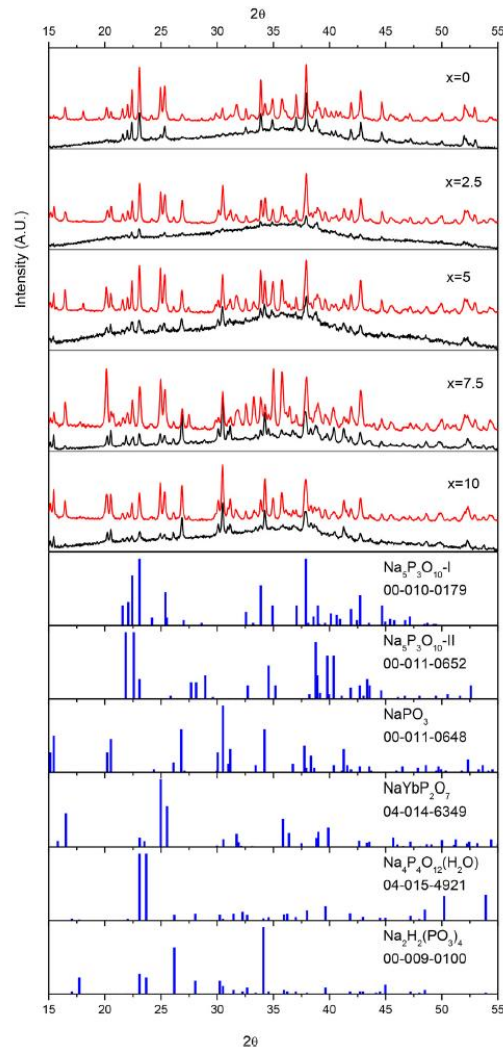 2θ
15 20 25 30 35 40 45 50 55
x=0
x=2.5
x=5
x=7.5
x=10
Intensity (A.U.)
Na₅P₃O₁₀-I
00-010-0179
Na₅P₃O₁₀-II
00-011-0652
NaPO₃
00-011-0648
NaYbP₂O₇
04-014-6349
Na₄P₄O₁₂(H₂O)
04-015-4921
Na₂H₂(PO₃)₄
00-009-0100
15 20 25 30 35 40 45 50 55
2θ